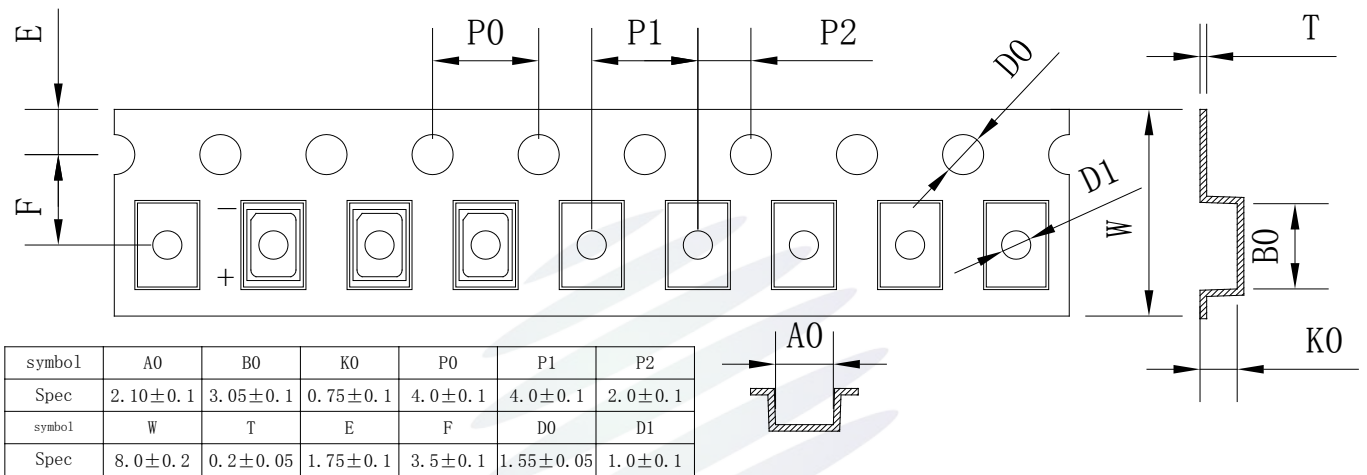 E
P0
P1
P2
D0
T
F
D1
W
B0
−
+
A0
K0
symbol A0 B0 K0 P0 P1 P2
Spec 2.10±0.1 3.05±0.1 0.75±0.1 4.0±0.1 4.0±0.1 2.0±0.1
symbol W T E F D0 D1
Spec 8.0±0.2 0.2±0.05 1.75±0.1 3.5±0.1 1.55±0.05 1.0±0.1